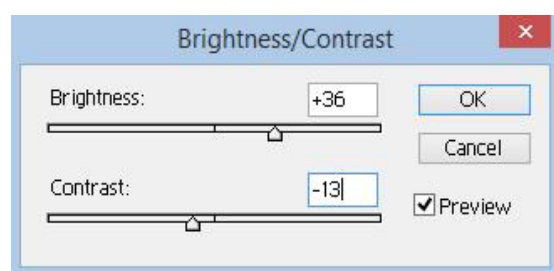 Brightness/Contrast
Brightness: +36 OK
Cancel
Contrast: -13
Preview